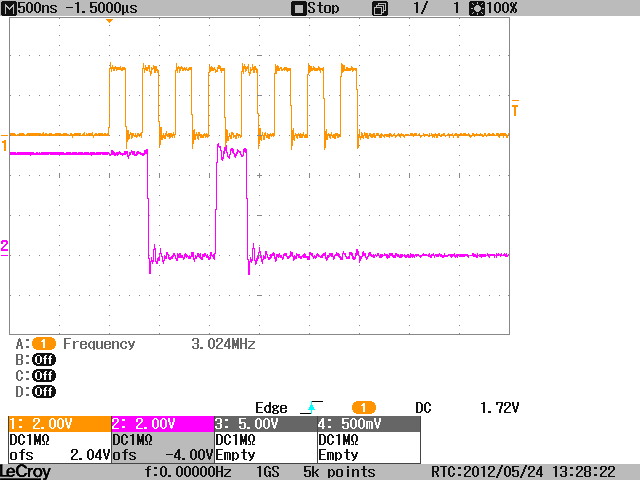 M 500ns -1.5000µs Stop 1/ 1 100%
T
1
2
A: 1 Frequency 3.024MHz
B: Off
C: Off
D: Off
Edge 1 DC 1.72V
1: 2.00V 2: 2.00V 3: 5.00V 4: 500mV
DC1MΩ DC1MΩ DC1MΩ DC1MΩ
ofs 2.04V ofs -4.00V Empty Empty
LeCroy f:0.00000Hz 1GS 5k points RTC:2012/05/24 13:28:22